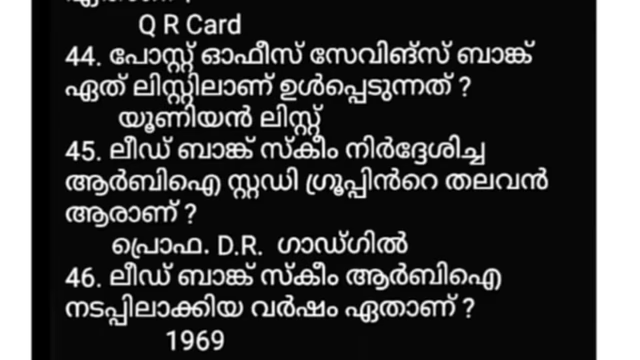 Q R Card
44. പോസ്റ്റ് ഓഫീസ് സേവിങ്സ് ബാങ്ക്
ഏത് ലിസ്റ്റിലാണ് ഉൾപ്പെടുന്നത് ?
യൂണിയൻ ലിസ്റ്റ്
45. ലീഡ് ബാങ്ക് സ്കീം നിർദ്ദേശിച്ച
ആർബിഐ സ്റ്റഡി ഗ്രൂപ്പിൻറെ തലവൻ
ആരാണ് ?
പ്രൊഫ. D.R. ഗാഡ്ഗിൽ
46. ലീഡ് ബാങ്ക് സ്കീം ആർബിഐ
നടപ്പിലാക്കിയ വർഷം ഏതാണ് ?
1969